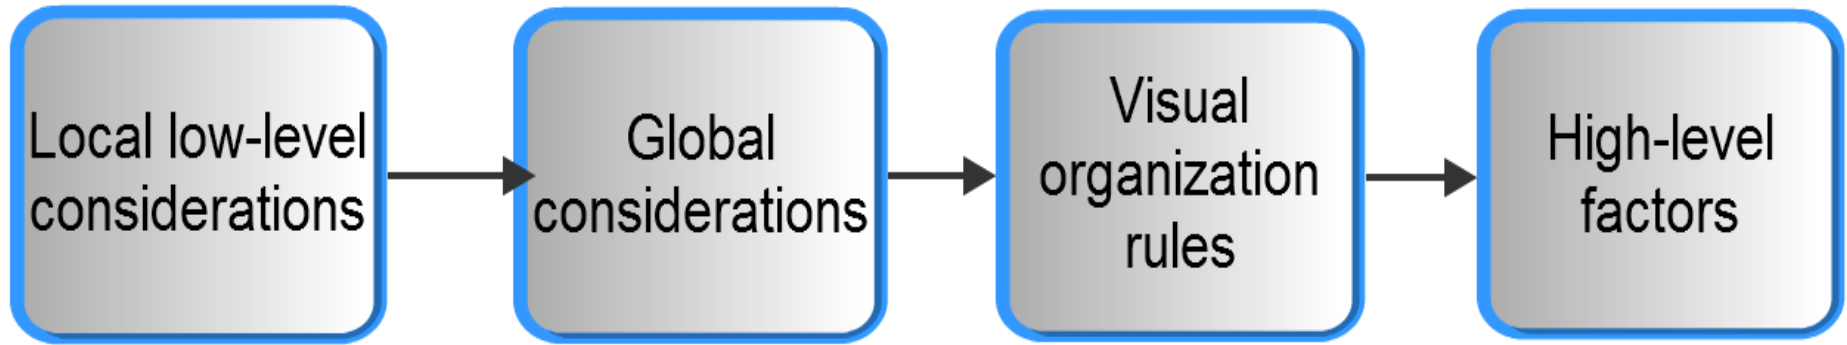 Local low-level
considerations
Global
considerations
Visual
organization
rules
High-level
factors